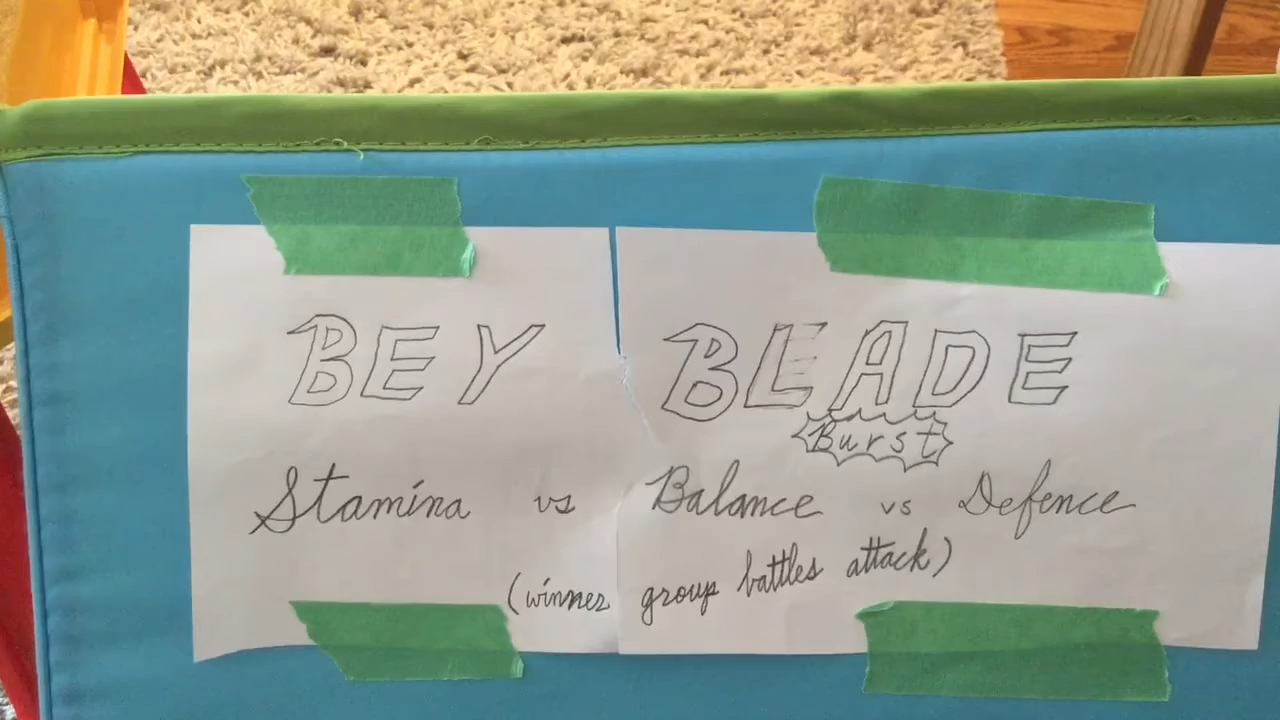 BEY BLADE
Burst
Stamina vs Balance vs Defence
(winner group battles attack)